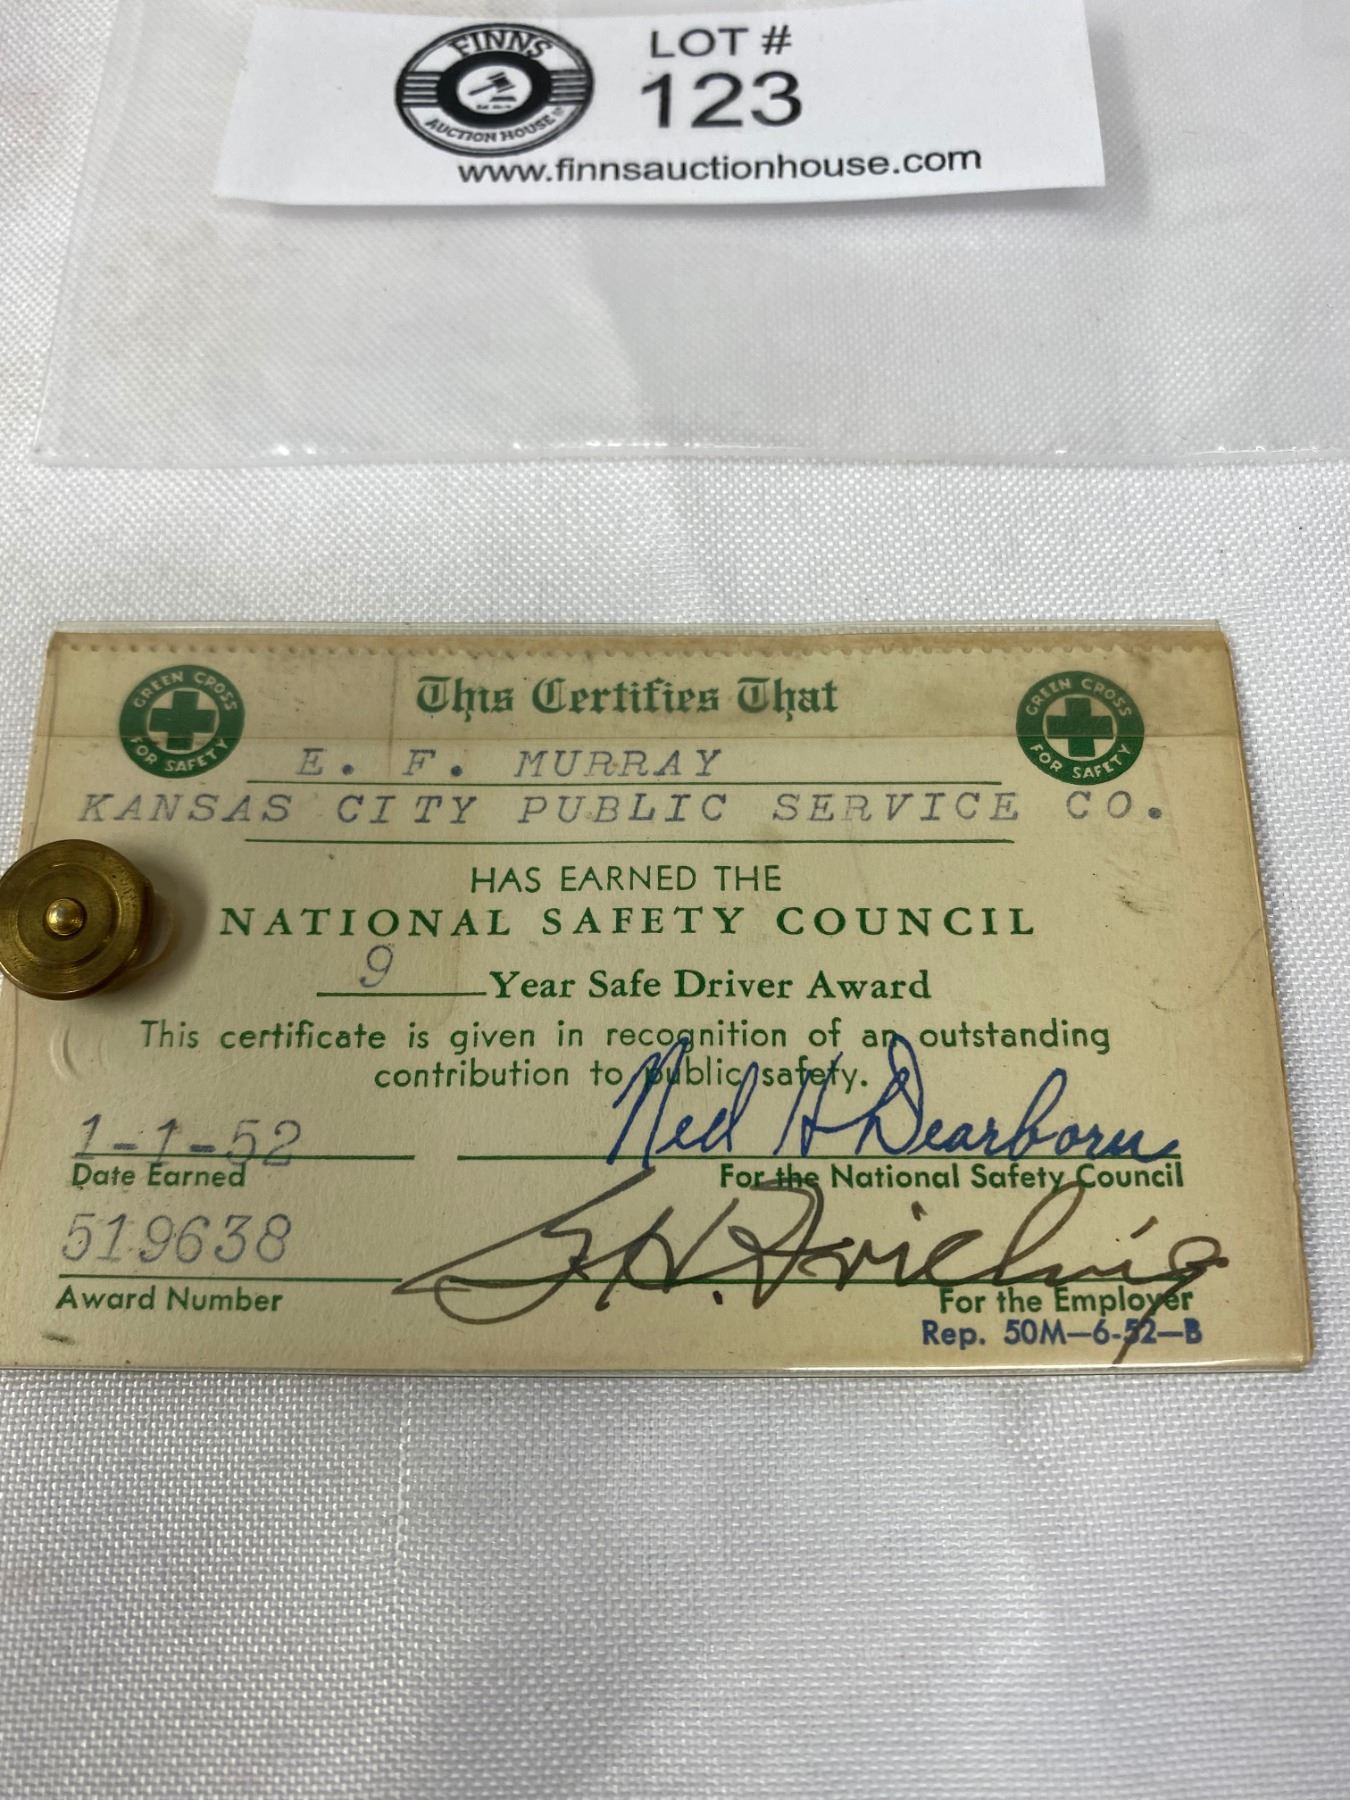 FINNS
AUCTION HOUSE
LOT #
123
www.finnsauctionhouse.com
GREEN CROSS
FOR SAFETY
This Certifies That
GREEN CROSS
FOR SAFETY
E. F. MURRAY
KANSAS CITY PUBLIC SERVICE CO.
HAS EARNED THE
NATIONAL SAFETY COUNCIL
9 Year Safe Driver Award
This certificate is given in recognition of an outstanding
contribution to public safety.
1-1-52
Ned H Dearborn
Date Earned
For the National Safety Council
519638
Award Number
For the Employer
Rep. 50M—6-52—B